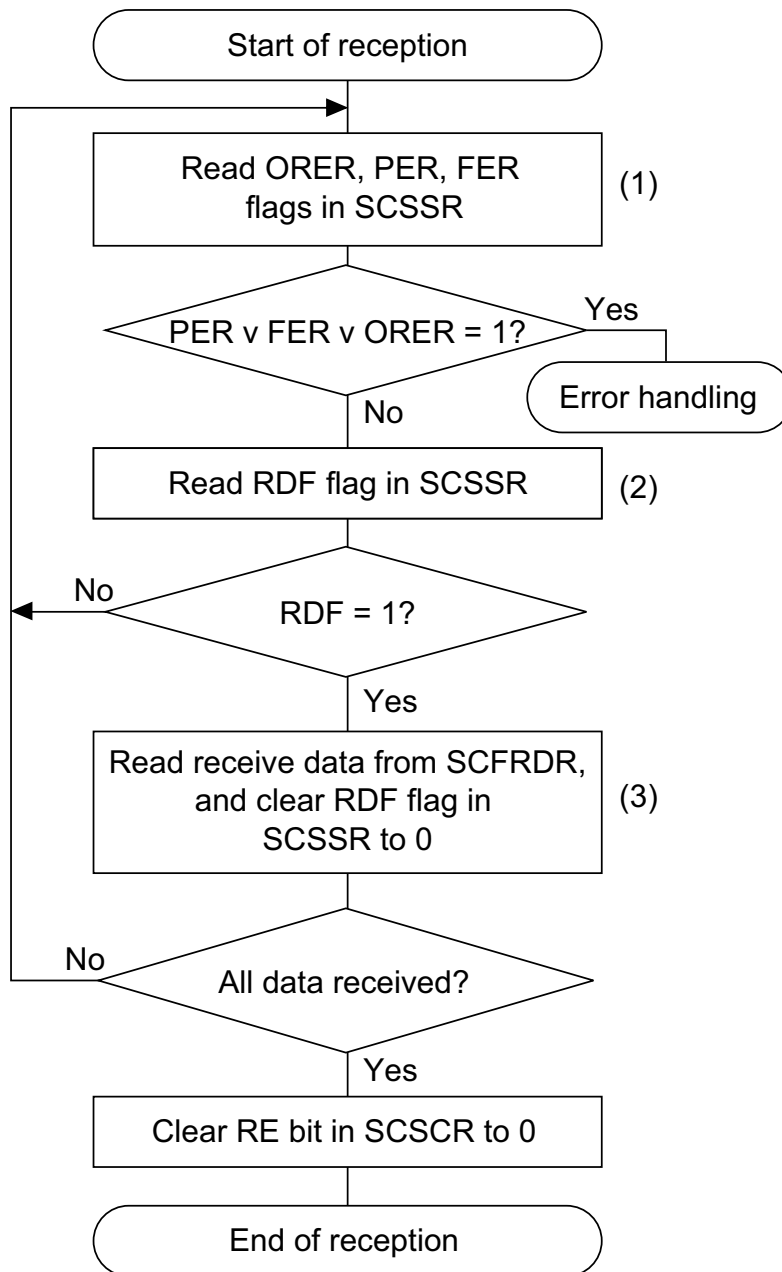 Start of reception
Read ORER, PER, FER
flags in SCSSR
(1)
PER v FER v ORER = 1?
Yes
Error handling
No
Read RDF flag in SCSSR
(2)
No
RDF = 1?
Yes
Read receive data from SCFRDR,
and clear RDF flag in
SCSSR to 0
(3)
No
All data received?
Yes
Clear RE bit in SCSCR to 0
End of reception